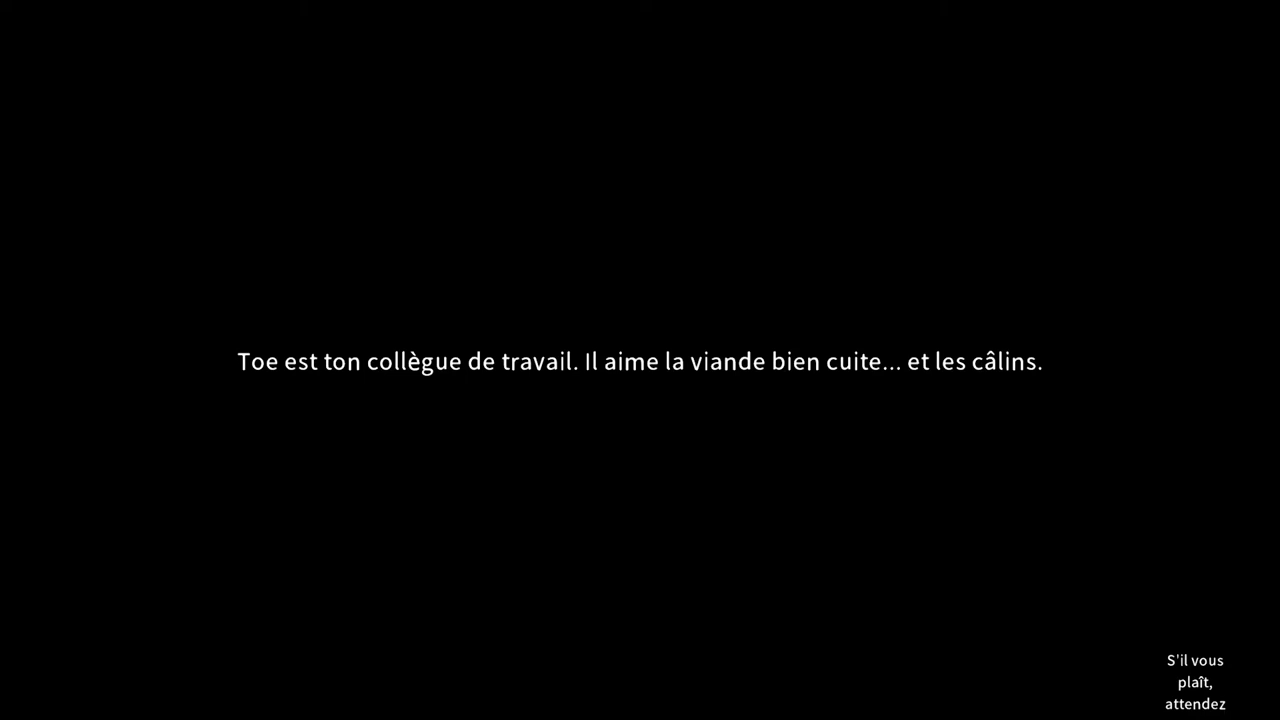 Toe est ton collègue de travail. Il aime la viande bien cuite... et les câlins.
S'il vous
plaît,
attendez